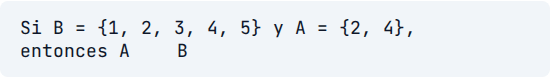 Si B = {1, 2, 3, 4, 5} y A = {2, 4},
entonces A     B